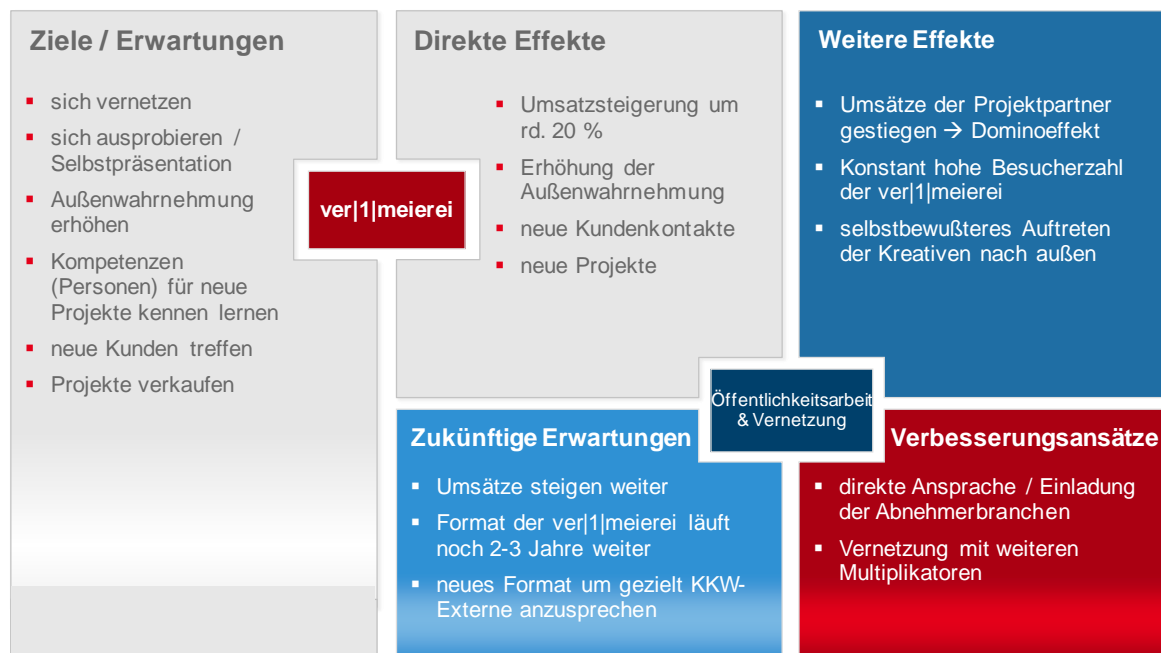 Ziele / Erwartungen
sich vernetzen
sich ausprobieren /
Selbstpräsentation
Außenwahrnehmung
erhöhen
Kompetenzen
(Personen) für neue
Projekte kennen lernen
neue Kunden treffen
Projekte verkaufen
ver|1|meierei
Direkte Effekte
Umsatzsteigerung um
rd. 20 %
Erhöhung der
Außenwahrnehmung
neue Kundenkontakte
neue Projekte
Weitere Effekte
Umsätze der Projektpartner
gestiegen → Dominoeffekt
Konstant hohe Besucherzahl
der ver|1|meierei
selbstbewußteres Auftreten
der Kreativen nach außen
Öffentlichkeitsarbeit
& Vernetzung
Zukünftige Erwartungen
Umsätze steigen weiter
Format der ver|1|meierei läuft
noch 2-3 Jahre weiter
neues Format um gezielt KKW-
Externe anzusprechen
Verbesserungsansätze
direkte Ansprache / Einladung
der Abnehmerbranchen
Vernetzung mit weiteren
Multiplikatoren